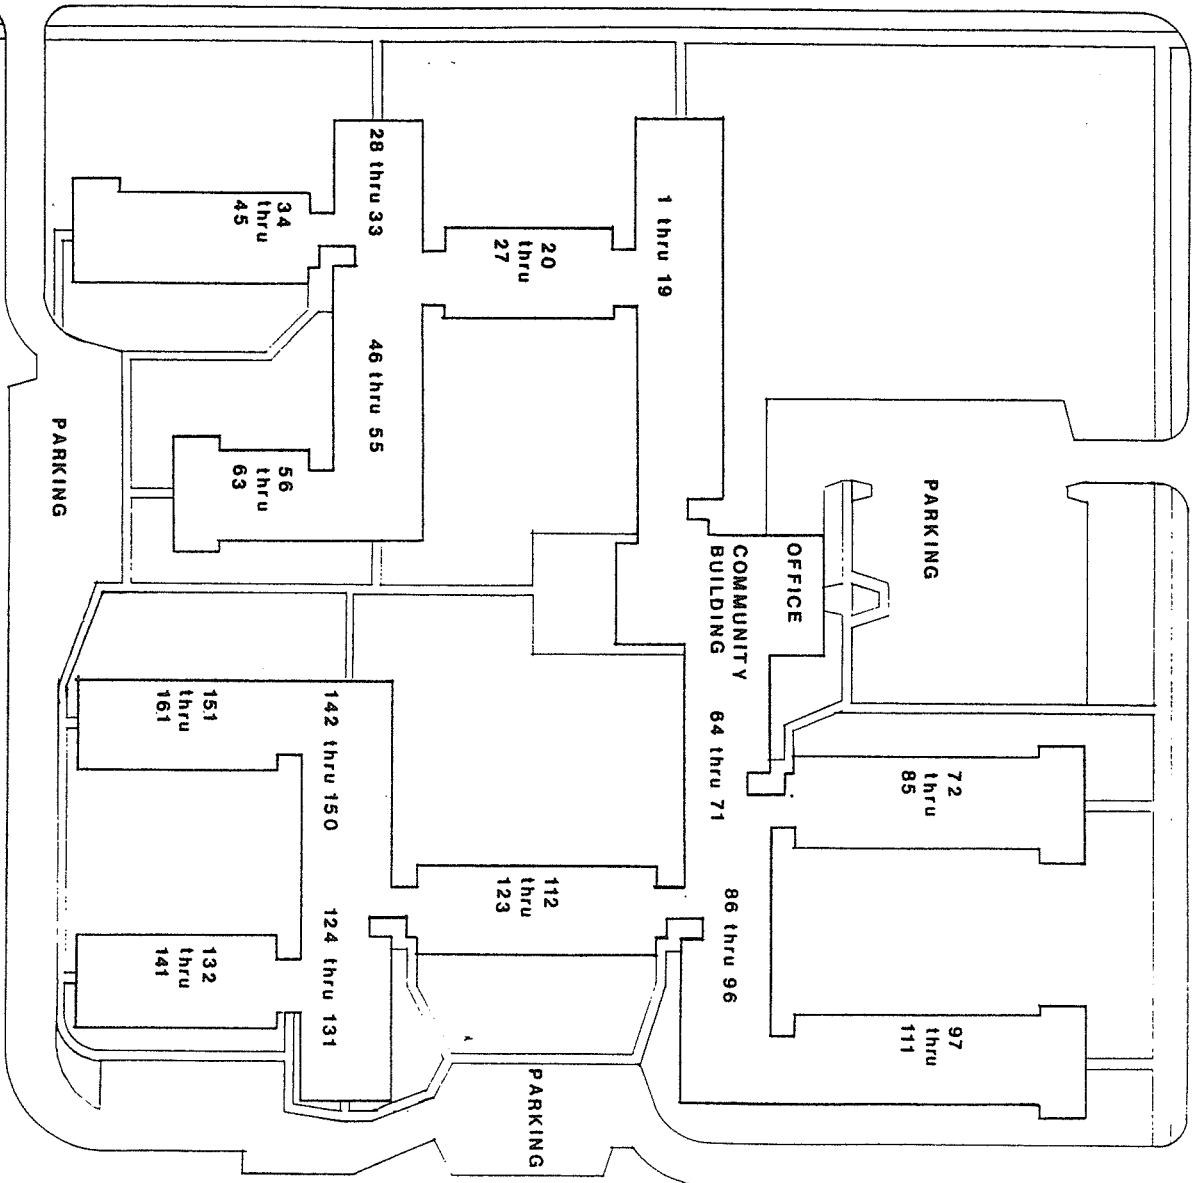 1 thru 19
20
thru
27
28 thru 33
34
thru
45
46 thru 55
56
thru
63
PARKING
PARKING
OFFICE
COMMUNITY
BUILDING
64 thru 71
72
thru
85
86 thru 96
97
thru
111
112
thru
123
124 thru 131
132
thru
141
142 thru 150
151
thru
161
PARKING